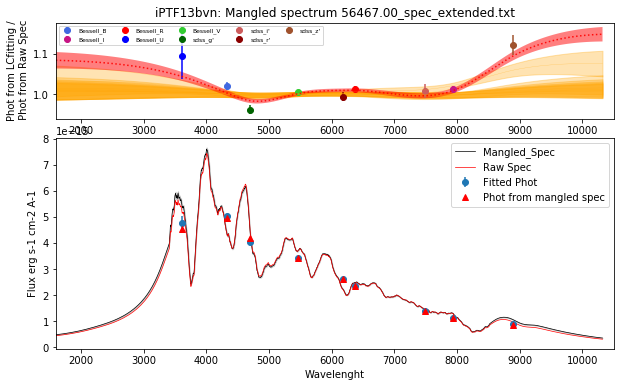 iPTF13bvn: Mangled spectrum 56467.00_spec_extended.txt
Phot from LCfitting /
Phot from Raw Spec
1.1
1.0
Bessell_B
Bessell_I
Bessell_R
Bessell_U
Bessell_V
sdss_g'
sdss_i'
sdss_r'
sdss_z'
2000 3000 4000 5000 6000 7000 8000 9000 10000
Flux erg s-1 cm-2 A-1
8
7
6
5
4
3
2
1
0
Mangled_Spec
Raw Spec
Fitted Phot
Phot from mangled spec
2000 3000 4000 5000 6000 7000 8000 9000 10000
Wavelenght